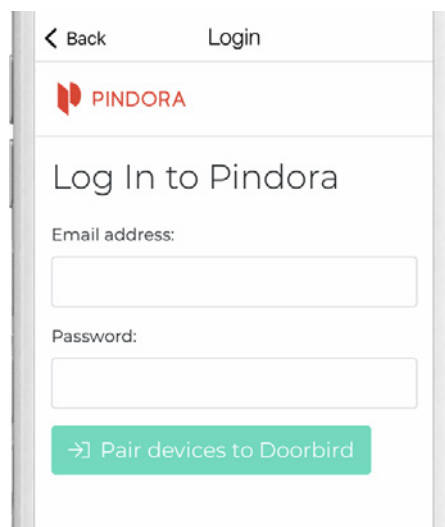 Back Login
PINDORA
Log In to Pindora
Email address:
Password:
Pair devices to Doorbird